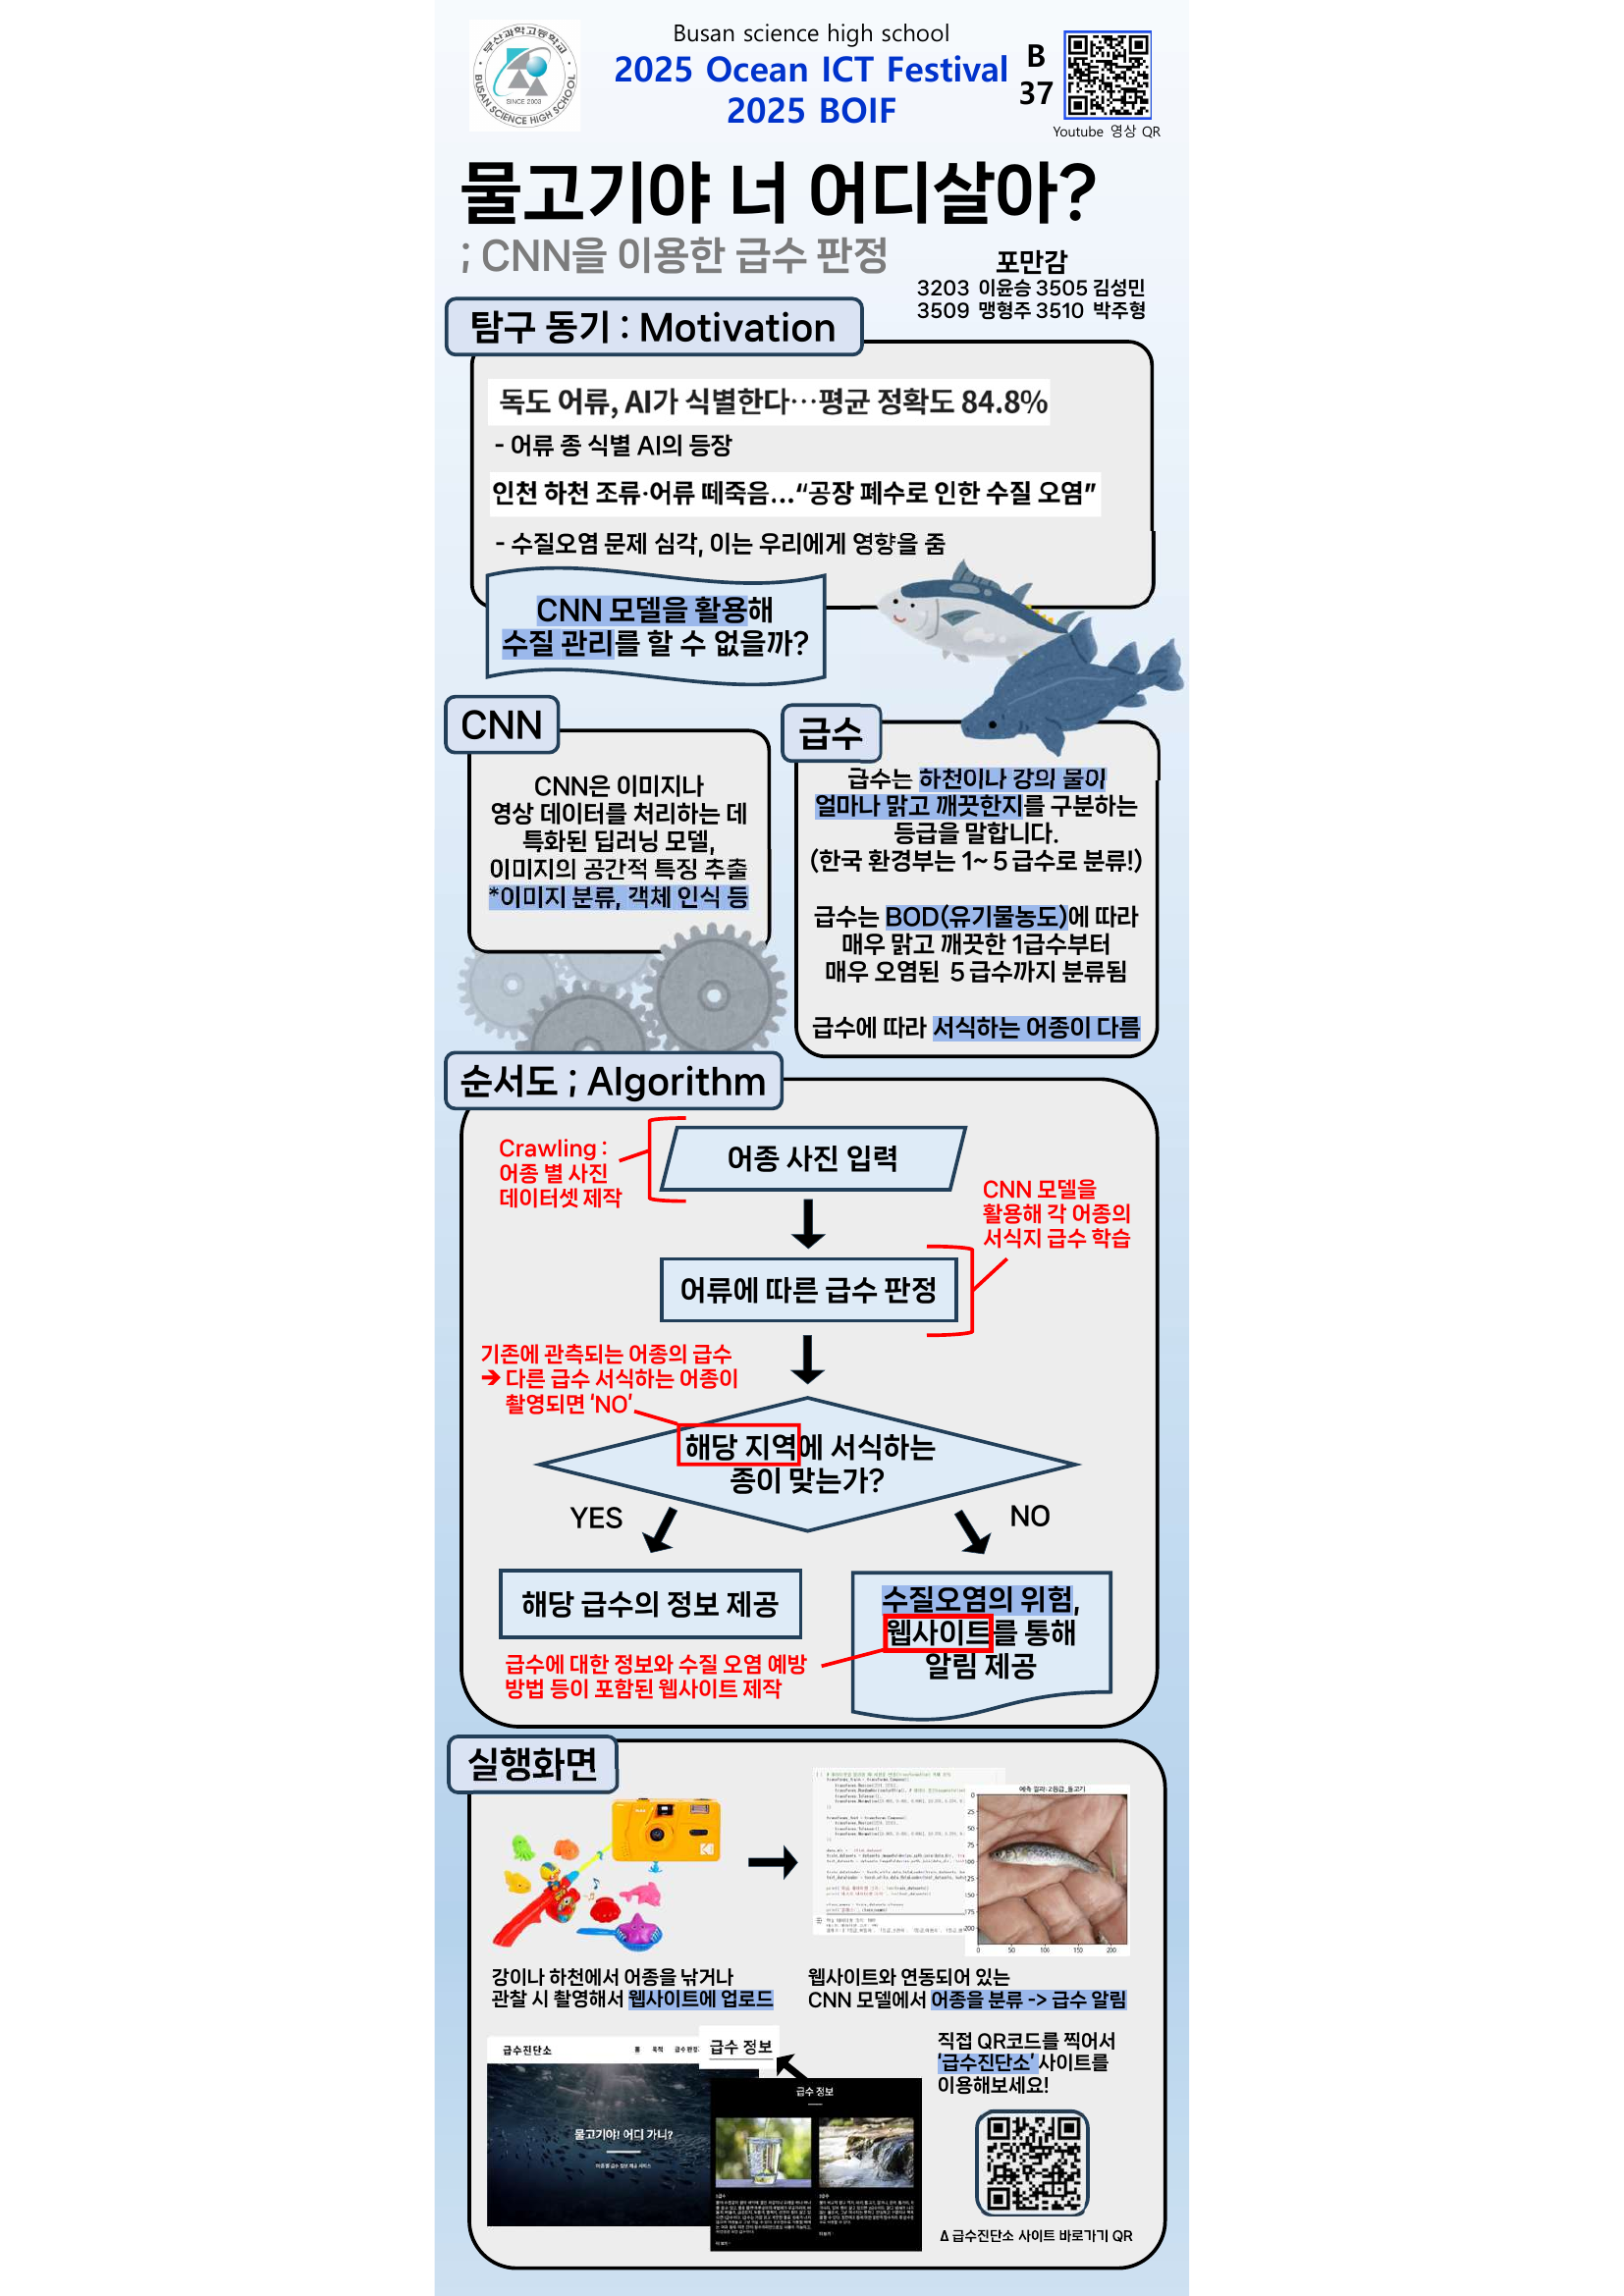 부산과학고등학교
BUSAN SCIENCE HIGH SCHOOL
SINCE 2003
Busan science high school
2025 Ocean ICT Festival
2025 BOIF
B
37
Youtube 영상 QR
물고기야 너 어디살아?
; CNN을 이용한 급수 판정
포만감
3203 이윤승 3505 김성민
3509 맹형주 3510 박주형
탐구 동기 : Motivation
독도 어류, AI가 식별한다…평균 정확도 84.8%
- 어류 종 식별 AI의 등장
인천 하천 조류·어류 떼죽음…“공장 폐수로 인한 수질 오염”
- 수질오염 문제 심각, 이는 우리에게 영향을 줌
CNN 모델을 활용해
수질 관리를 할 수 없을까?
CNN
CNN은 이미지나
영상 데이터를 처리하는 데
특화된 딥러닝 모델,
이미지의 공간적 특징 추출
*이미지 분류, 객체 인식 등
급수
급수는 하천이나 강의 물이
얼마나 맑고 깨끗한지를 구분하는
등급을 말합니다.
(한국 환경부는 1~ 5급수로 분류!)
급수는 BOD(유기물농도)에 따라
매우 맑고 깨끗한 1급수부터
매우 오염된 5급수까지 분류됨
급수에 따라 서식하는 어종이 다름
순서도 ; Algorithm
Crawling :
어종 별 사진
데이터셋 제작
어종 사진 입력
CNN 모델을
활용해 각 어종의
서식지 급수 학습
어류에 따른 급수 판정
기존에 관측되는 어종의 급수
➔ 다른 급수 서식하는 어종이
촬영되면 ‘NO’
해당 지역에 서식하는
종이 맞는가?
YES
NO
해당 급수의 정보 제공
수질오염의 위험,
웹사이트를 통해
알림 제공
급수에 대한 정보와 수질 오염 예방
방법 등이 포함된 웹사이트 제작
실행화면
예측 결과: 2등급_돌고기
강이나 하천에서 어종을 낚거나
관찰 시 촬영해서 웹사이트에 업로드
웹사이트와 연동되어 있는
CNN 모델에서 어종을 분류 -> 급수 알림
급수진단소
홈 목적 급수 판정
급수 정보
물고기야! 어디 가니?
급수 정보
직접 QR코드를 찍어서
‘급수진단소’ 사이트를
이용해보세요!
Δ 급수진단소 사이트 바로가기 QR